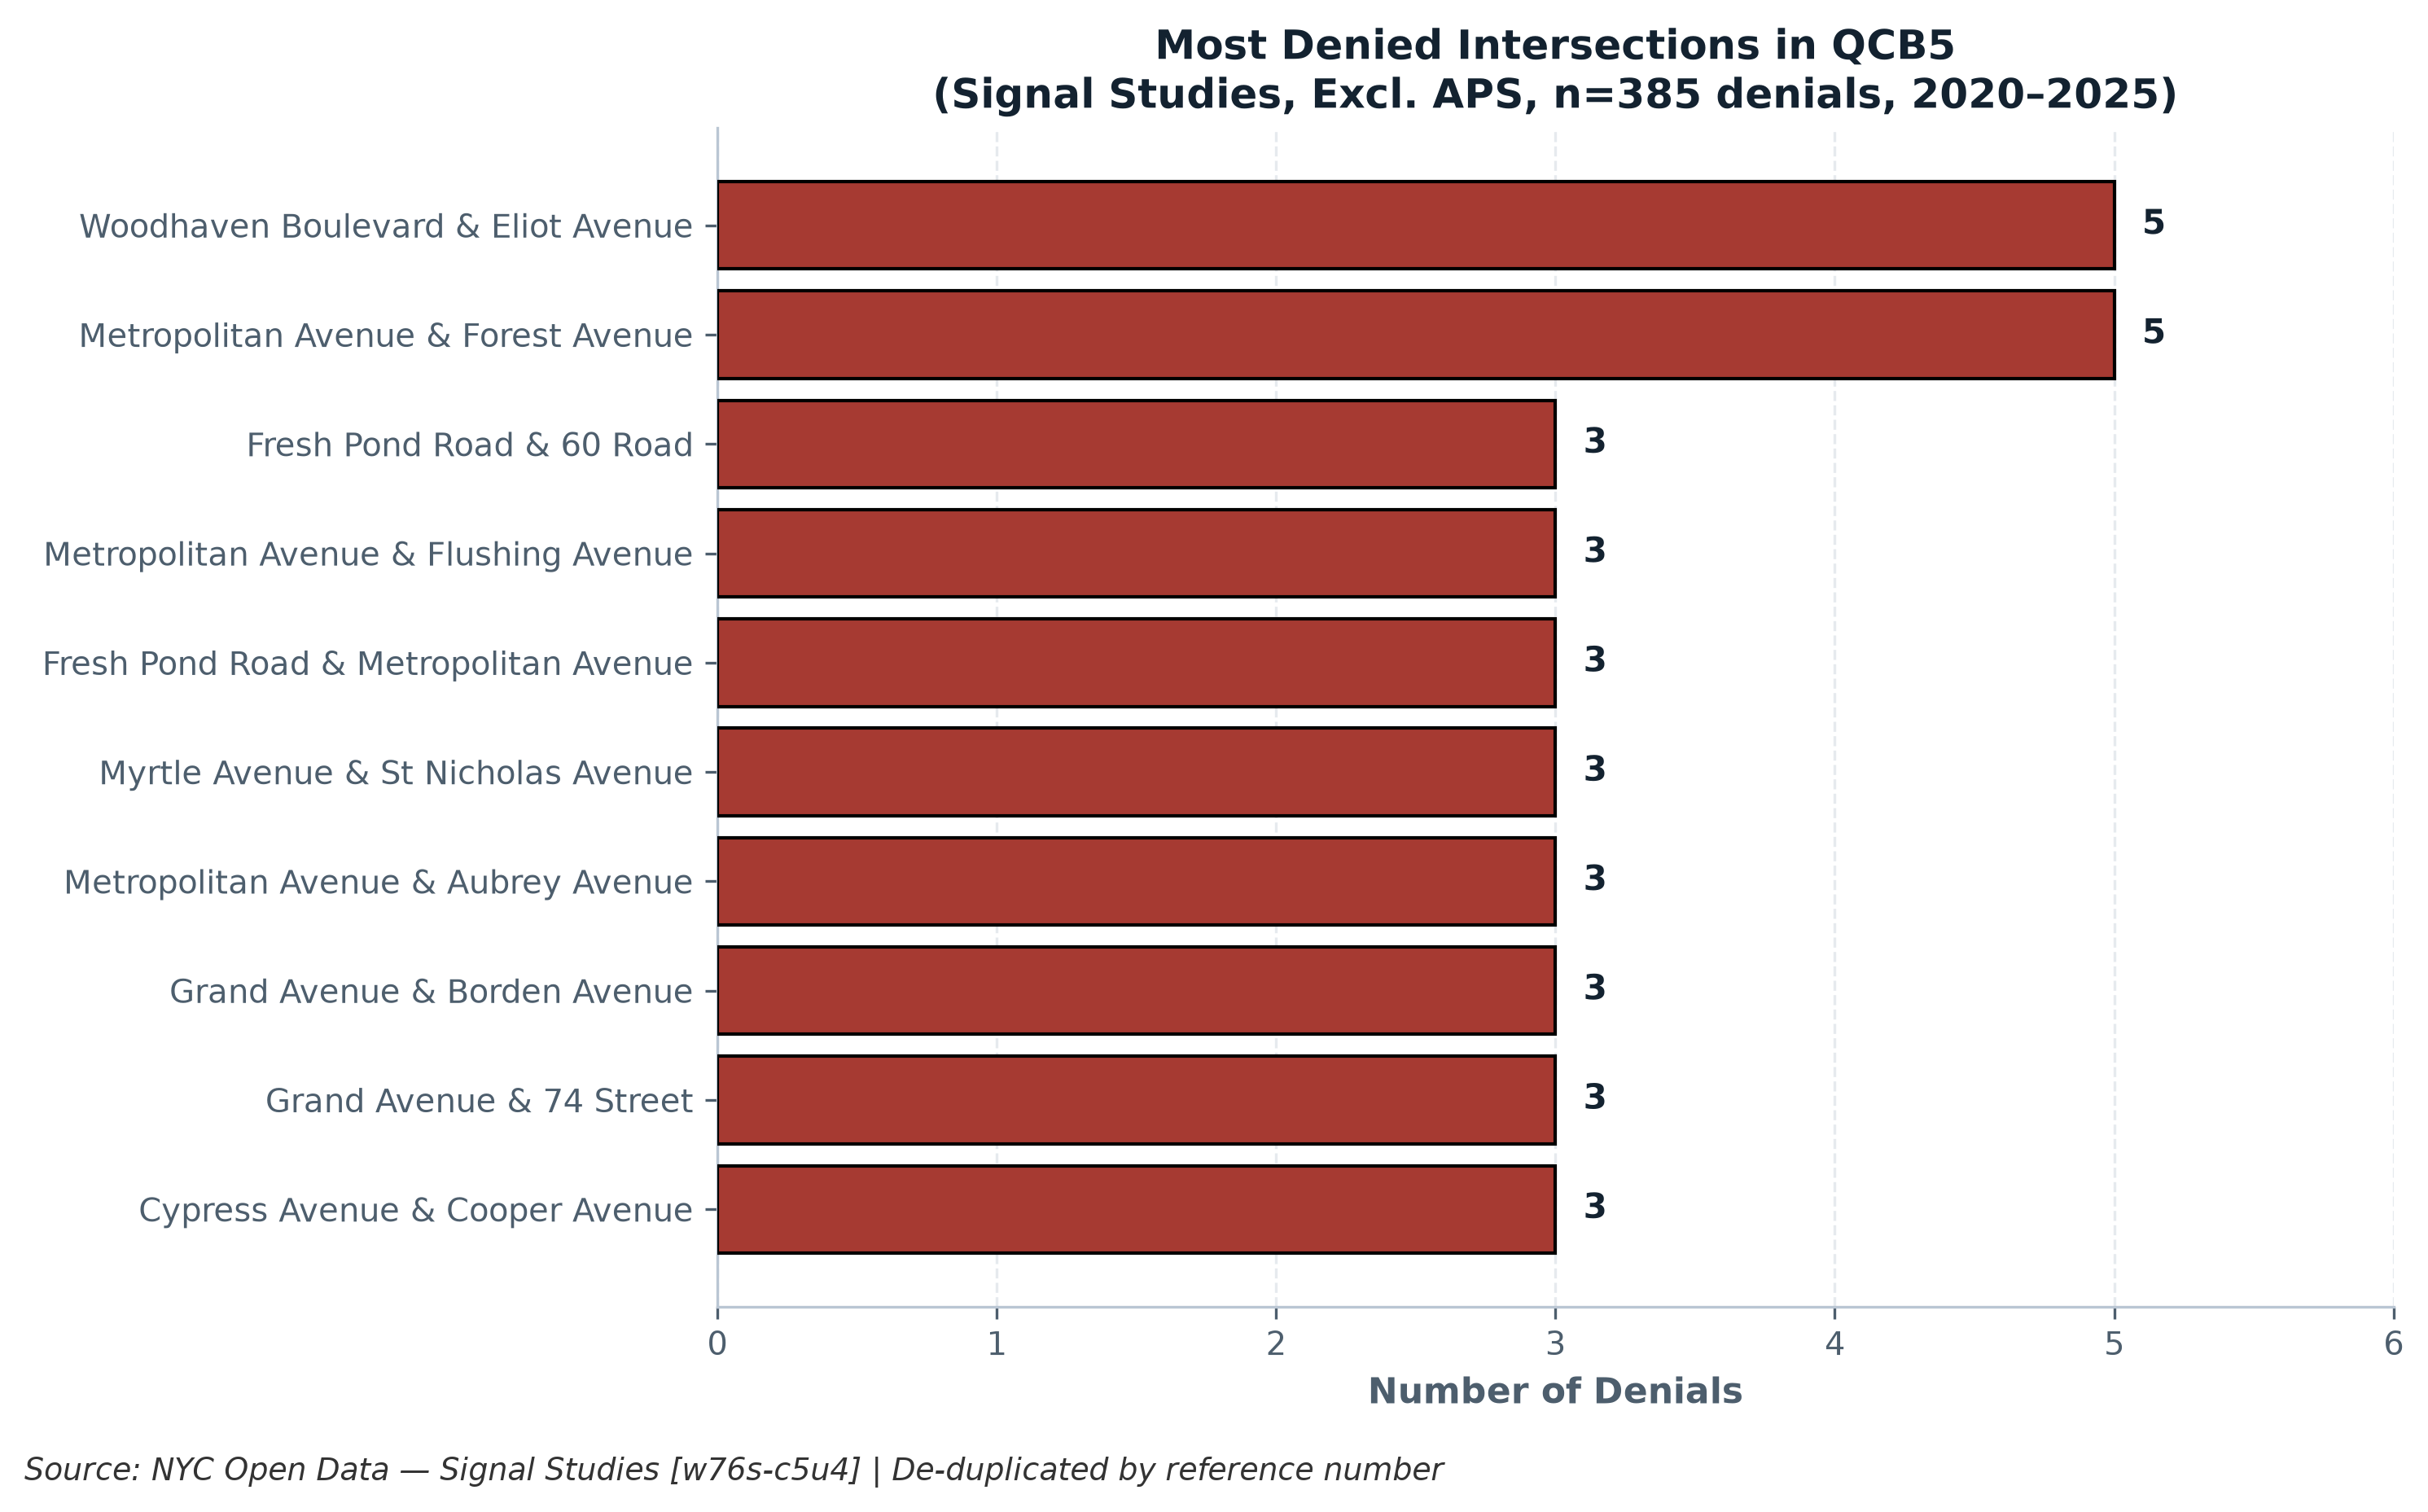 Most Denied Intersections in QCB5
(Signal Studies, Excl. APS, n=385 denials, 2020–2025)
Woodhaven Boulevard & Eliot Avenue
5
Metropolitan Avenue & Forest Avenue
5
Fresh Pond Road & 60 Road
3
Metropolitan Avenue & Flushing Avenue
3
Fresh Pond Road & Metropolitan Avenue
3
Myrtle Avenue & St Nicholas Avenue
3
Metropolitan Avenue & Aubrey Avenue
3
Grand Avenue & Borden Avenue
3
Grand Avenue & 74 Street
3
Cypress Avenue & Cooper Avenue
3
0 1 2 3 4 5 6
Number of Denials
Source: NYC Open Data — Signal Studies [w76s-c5u4] | De-duplicated by reference number